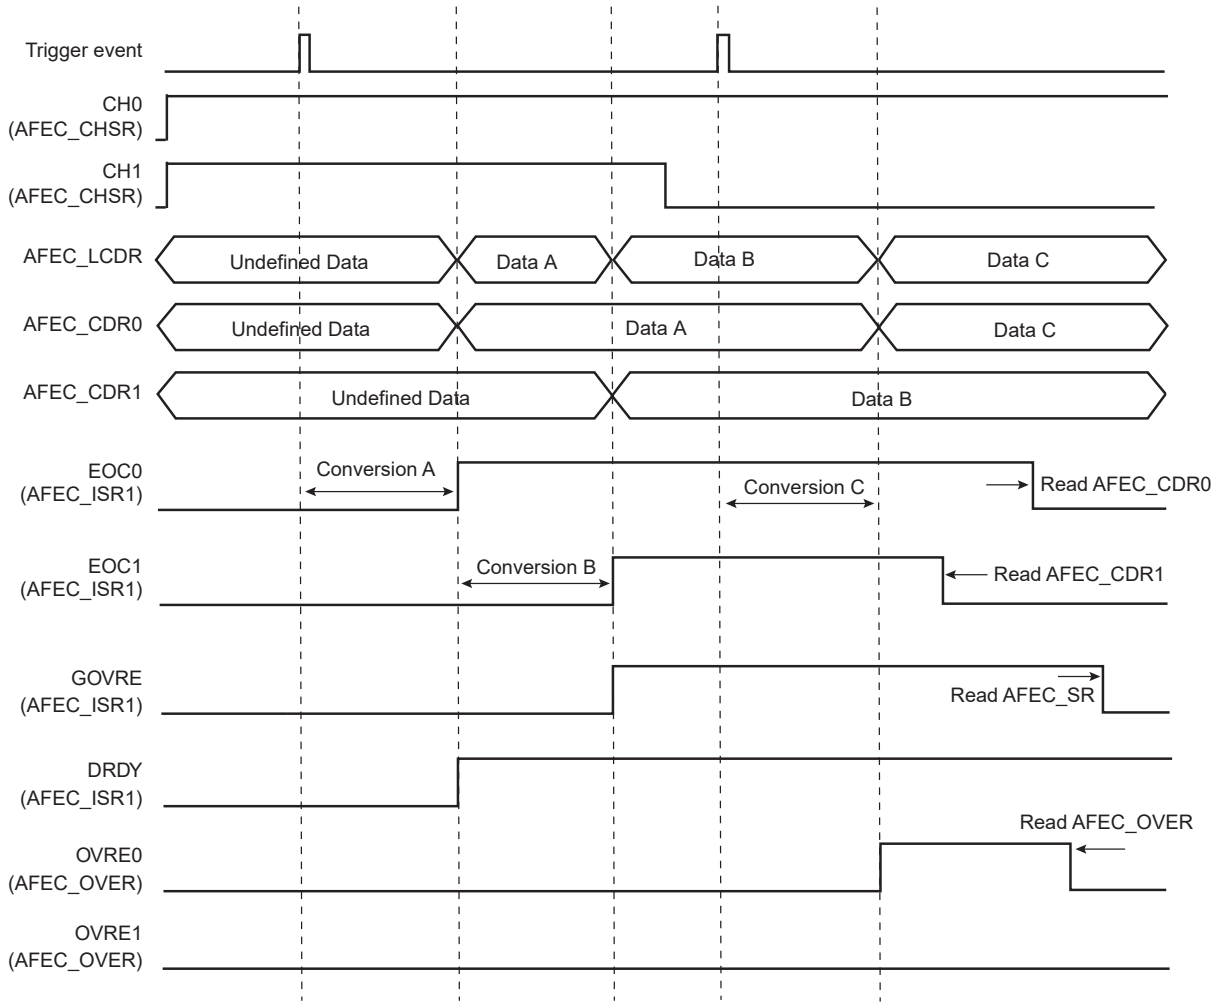 Trigger event
CH0
(AFEC_CHSR)
CH1
(AFEC_CHSR)
AFEC_LCDR
Undefined Data
Data A
Data B
Data C
AFEC_CDR0
Undefined Data
Data A
Data C
AFEC_CDR1
Undefined Data
Data B
EOC0
(AFEC_ISR1)
Conversion A
Conversion C
Read AFEC_CDR0
EOC1
(AFEC_ISR1)
Conversion B
Read AFEC_CDR1
GOVRE
(AFEC_ISR1)
Read AFEC_SR
DRDY
(AFEC_ISR1)
Read AFEC_OVER
OVRE0
(AFEC_OVER)
OVRE1
(AFEC_OVER)